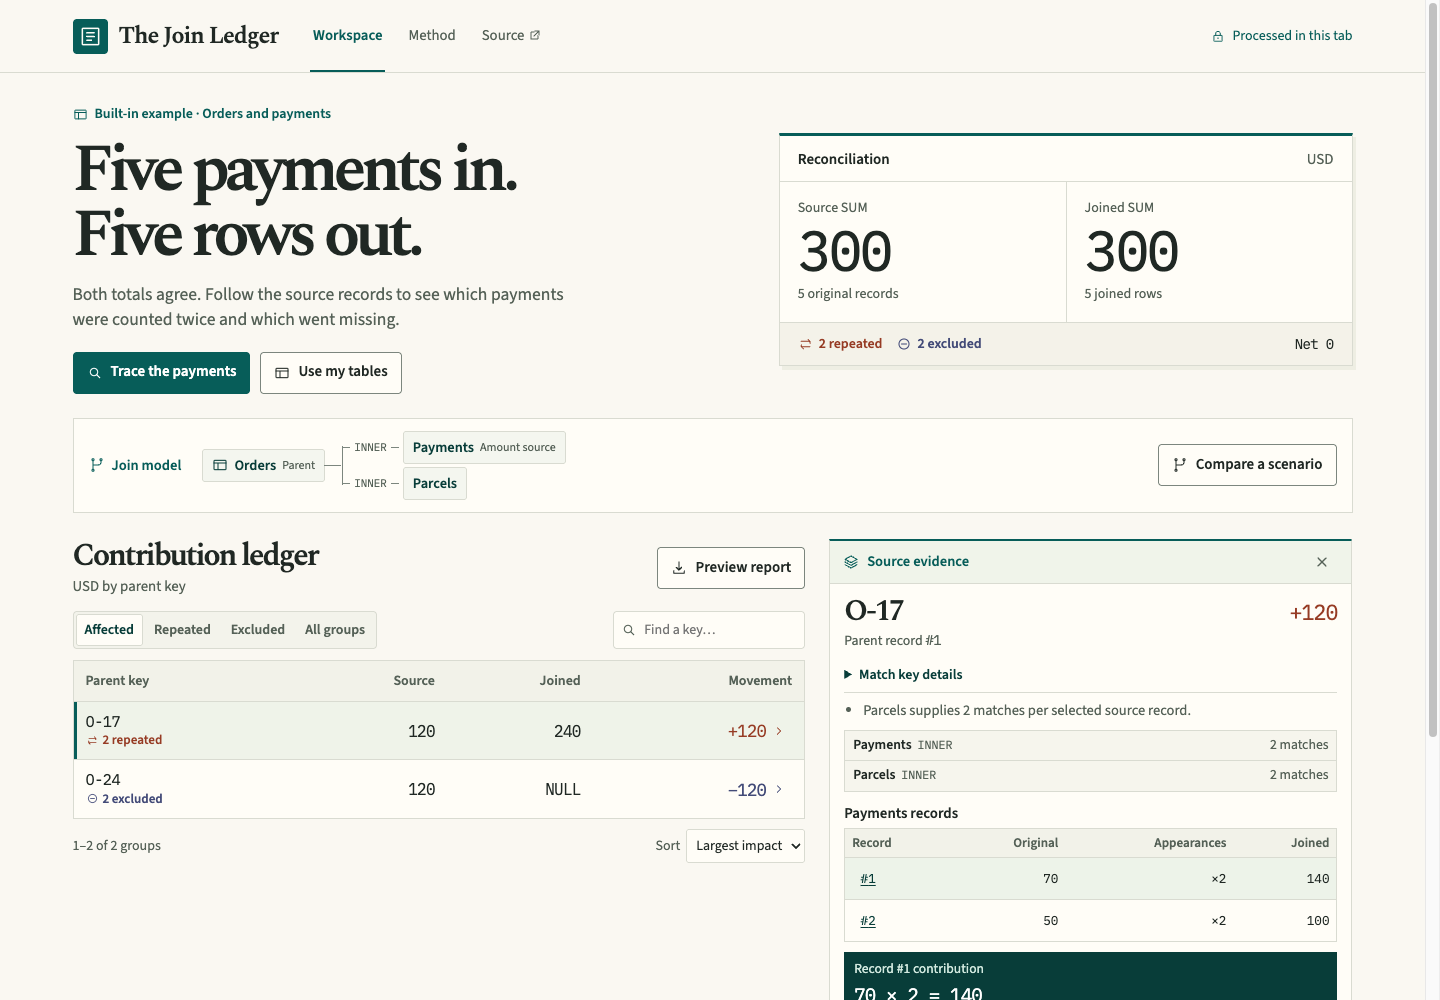 The Join Ledger
Workspace
Method
Source
Processed in this tab
Built-in example · Orders and payments
Five payments in.
Five rows out.
Both totals agree. Follow the source records to see which payments
were counted twice and which went missing.
Trace the payments
Use my tables
Reconciliation
USD
Source SUM
300
5 original records
Joined SUM
300
5 joined rows
2 repeated
2 excluded
Net 0
Join model
Orders Parent
INNER
Payments Amount source
INNER
Parcels
Compare a scenario
Contribution ledger
USD by parent key
Preview report
Affected
Repeated
Excluded
All groups
Find a key…
Parent key Source Joined Movement
O-17 120 240 +120
2 repeated
O-24 120 NULL −120
2 excluded
1–2 of 2 groups
Sort Largest impact
Source evidence
O-17 +120
Parent record #1
Match key details
Parcels supplies 2 matches per selected source record.
Payments INNER 2 matches
Parcels INNER 2 matches
Payments records
Record Original Appearances Joined
#1 70 ×2 140
#2 50 ×2 100
Record #1 contribution
70 × 2 = 140